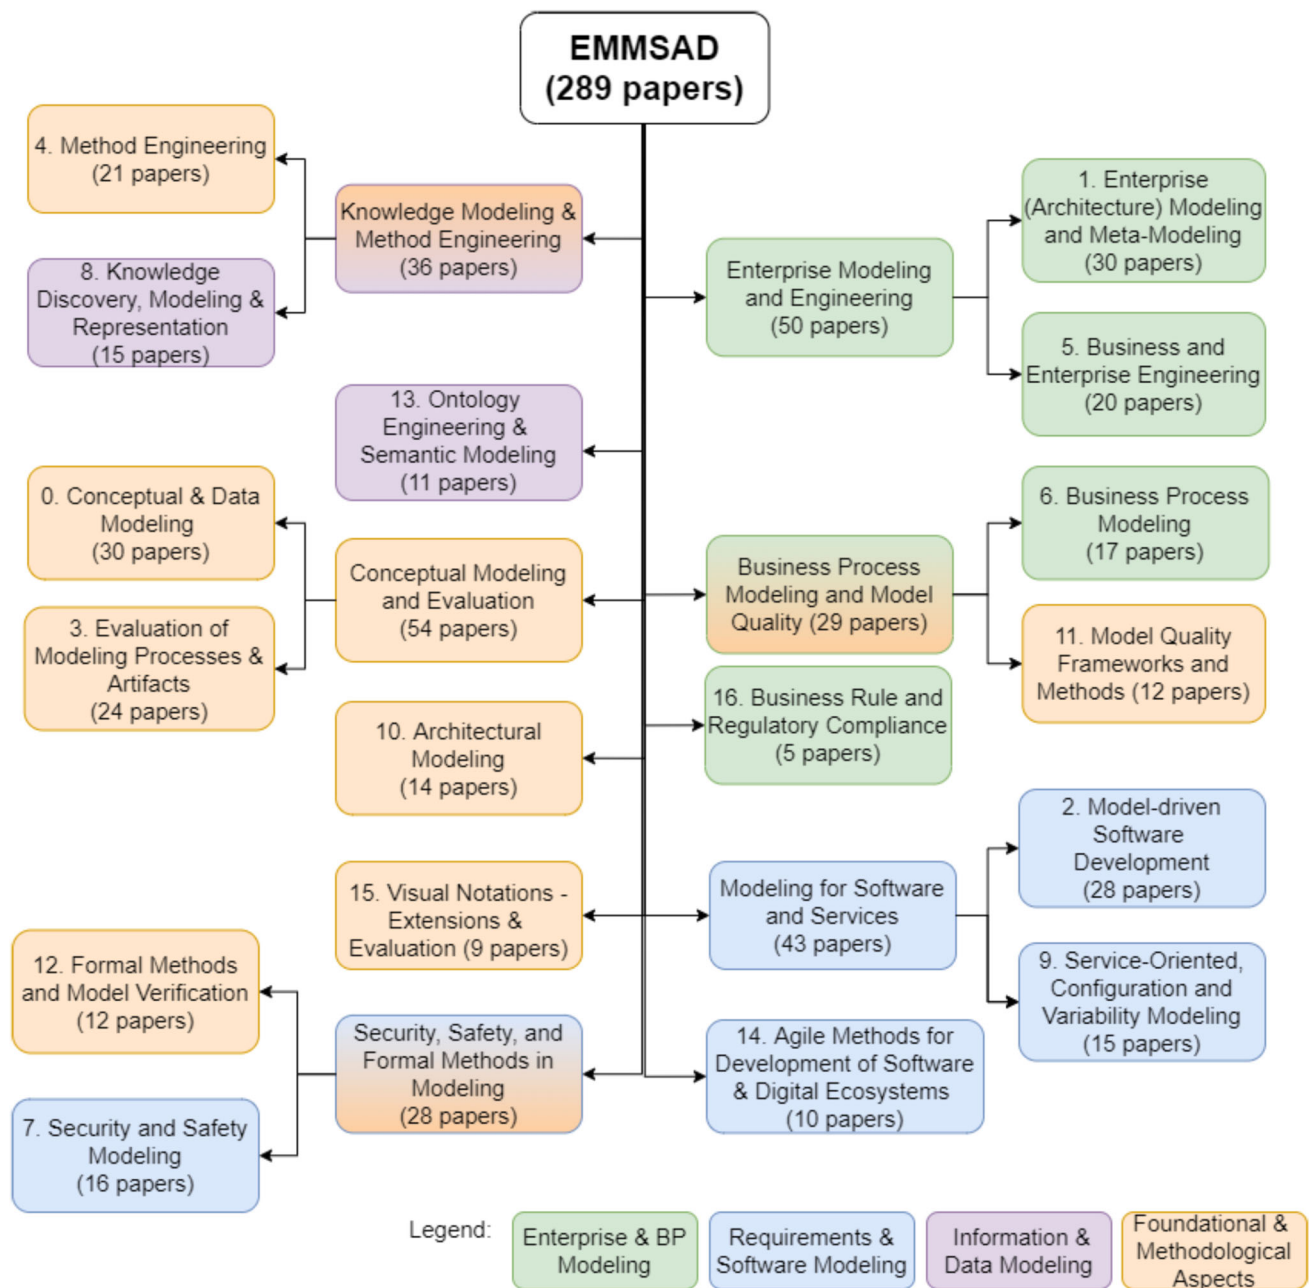 EMMSAD
(289 papers)
4. Method Engineering
(21 papers)
Knowledge Modeling &
Method Engineering
(36 papers)
8. Knowledge
Discovery, Modeling &
Representation
(15 papers)
1. Enterprise
(Architecture) Modeling
and Meta-Modeling
(30 papers)
Enterprise Modeling
and Engineering
(50 papers)
5. Business and
Enterprise Engineering
(20 papers)
13. Ontology
Engineering &
Semantic Modeling
(11 papers)
0. Conceptual & Data
Modeling
(30 papers)
Conceptual Modeling
and Evaluation
(54 papers)
3. Evaluation of
Modeling Processes &
Artifacts
(24 papers)
6. Business Process
Modeling
(17 papers)
Business Process
Modeling and Model
Quality (29 papers)
11. Model Quality
Frameworks and
Methods (12 papers)
16. Business Rule and
Regulatory Compliance
(5 papers)
10. Architectural
Modeling
(14 papers)
2. Model-driven
Software
Development
(28 papers)
15. Visual Notations -
Extensions &
Evaluation (9 papers)
Modeling for Software
and Services
(43 papers)
9. Service-Oriented,
Configuration and
Variability Modeling
(15 papers)
12. Formal Methods
and Model Verification
(12 papers)
Security, Safety, and
Formal Methods in
Modeling
(28 papers)
14. Agile Methods for
Development of Software
& Digital Ecosystems
(10 papers)
7. Security and Safety
Modeling
(16 papers)
Legend:
Enterprise & BP
Modeling
Requirements &
Software Modeling
Information &
Data Modeling
Foundational &
Methodological
Aspects